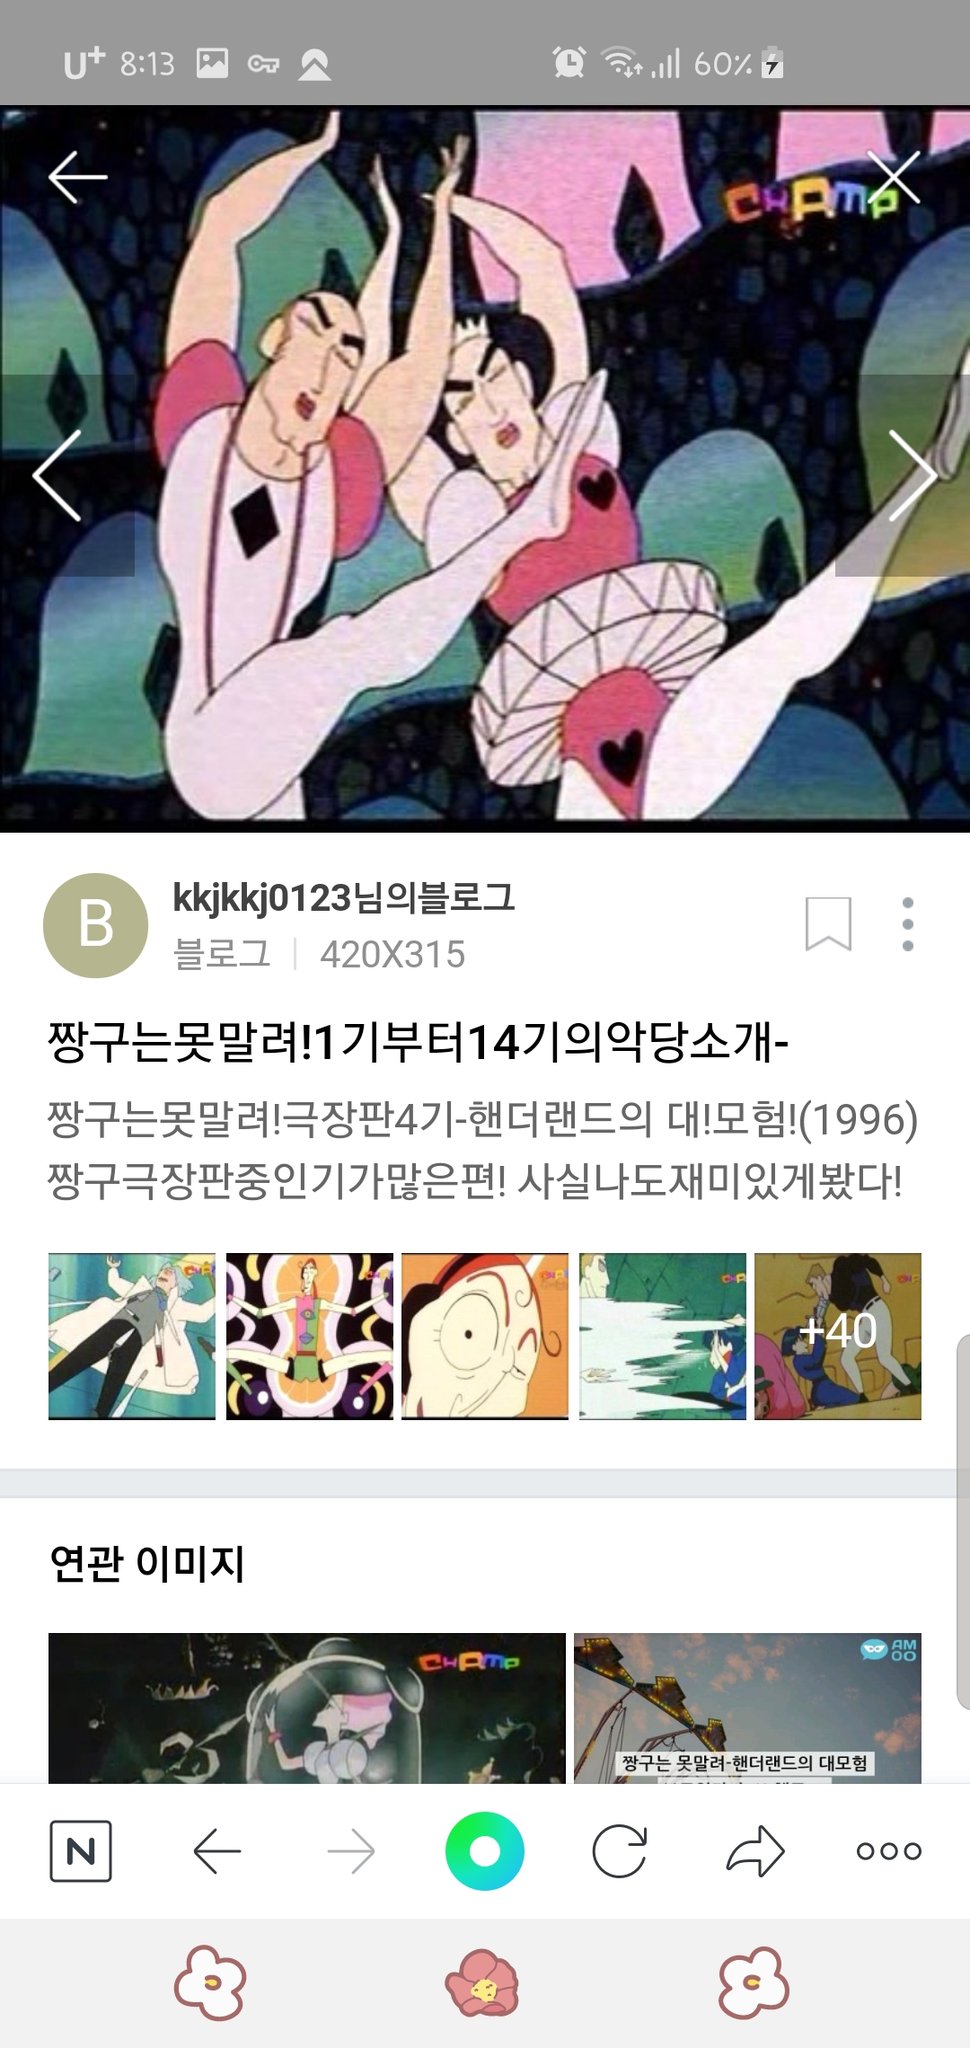 U+ 8:13 60%
CHAMP
B
kkjkkj0123님의블로그
블로그 | 420X315
짱구는못말려!1기부터14기의악당소개-
짱구는못말려!극장판4기-핸더랜드의 대!모험!(1996)
짱구극장판중인기가많은편! 사실나도재미있게봤다!
+40
연관 이미지
CHAMP
AM
OO
짱구는 못말려-핸더랜드의 대모험
N